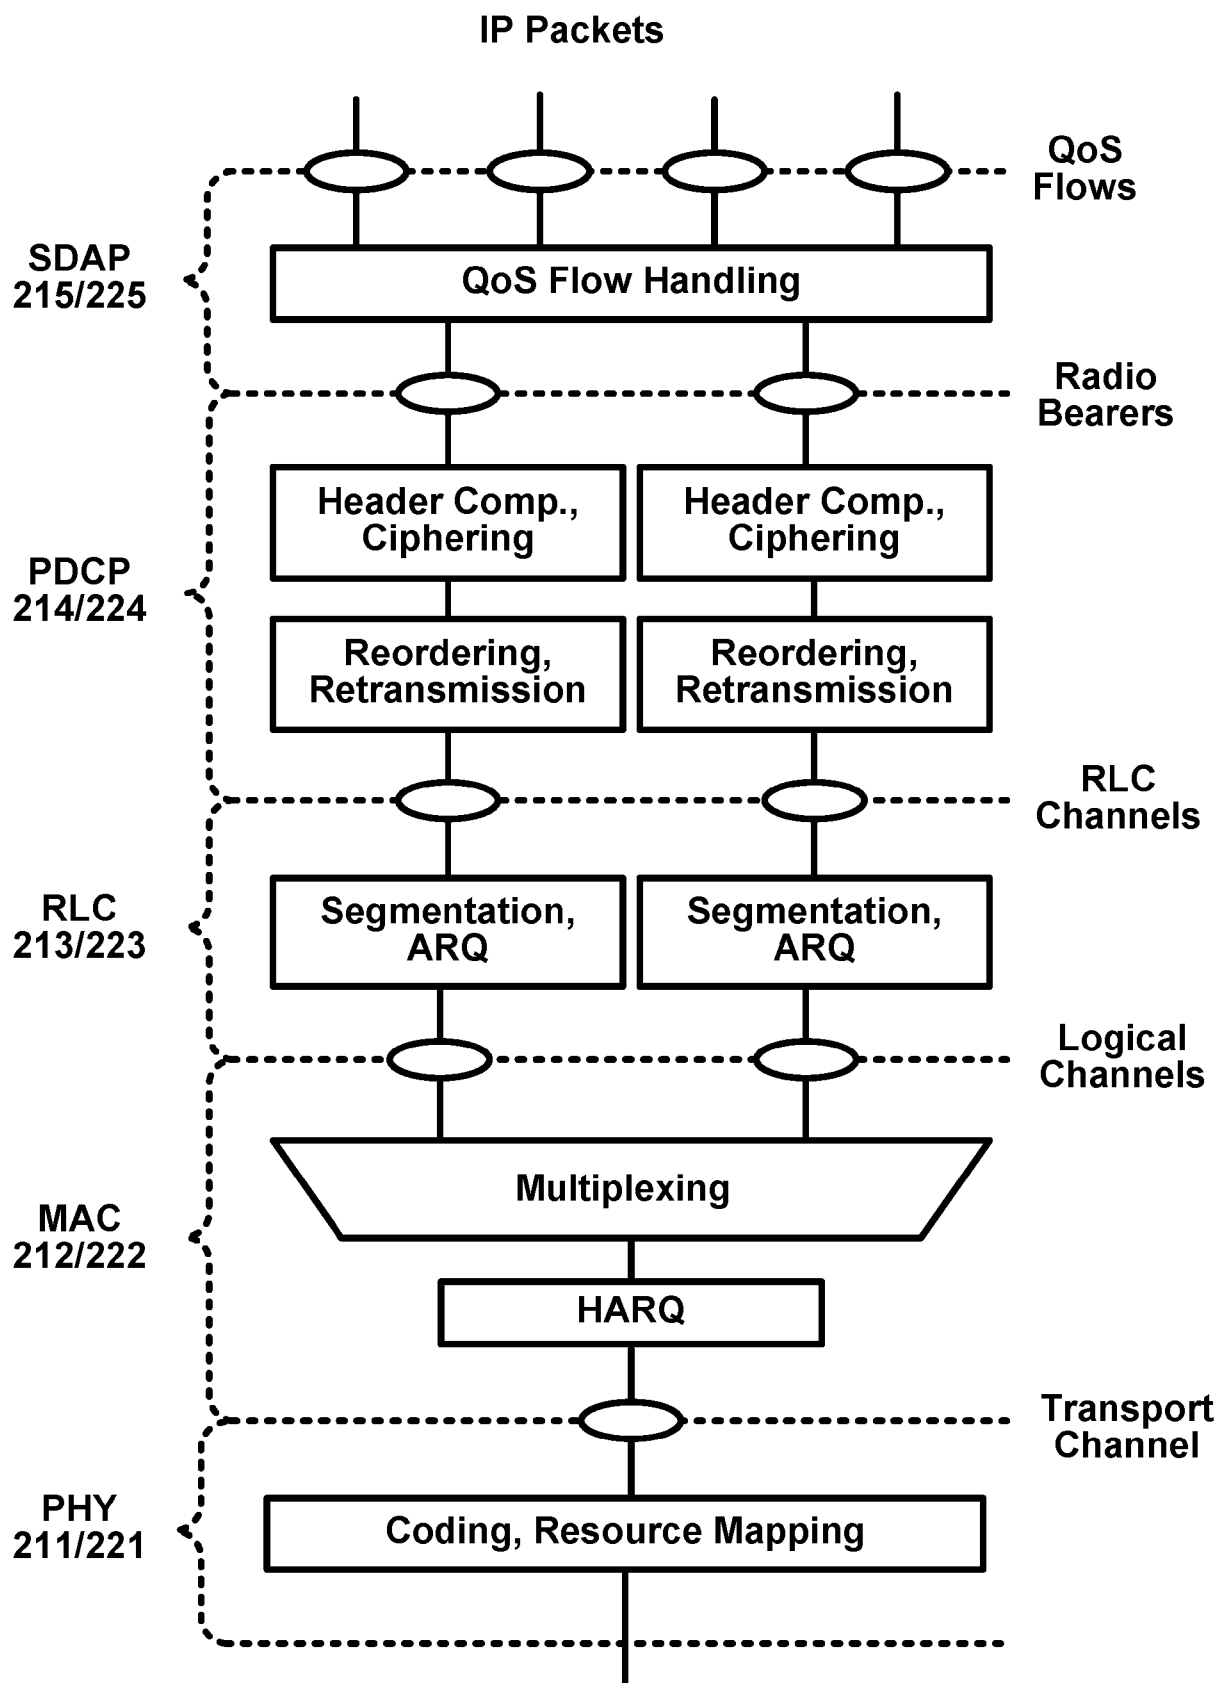 IP Packets
QoS
Flows
SDAP
215/225
QoS Flow Handling
Radio
Bearers
Header Comp.,
Ciphering
Header Comp.,
Ciphering
PDCP
214/224
Reordering,
Retransmission
Reordering,
Retransmission
RLC
Channels
RLC
213/223
Segmentation,
ARQ
Segmentation,
ARQ
Logical
Channels
Multiplexing
MAC
212/222
HARQ
Transport
Channel
PHY
211/221
Coding, Resource Mapping